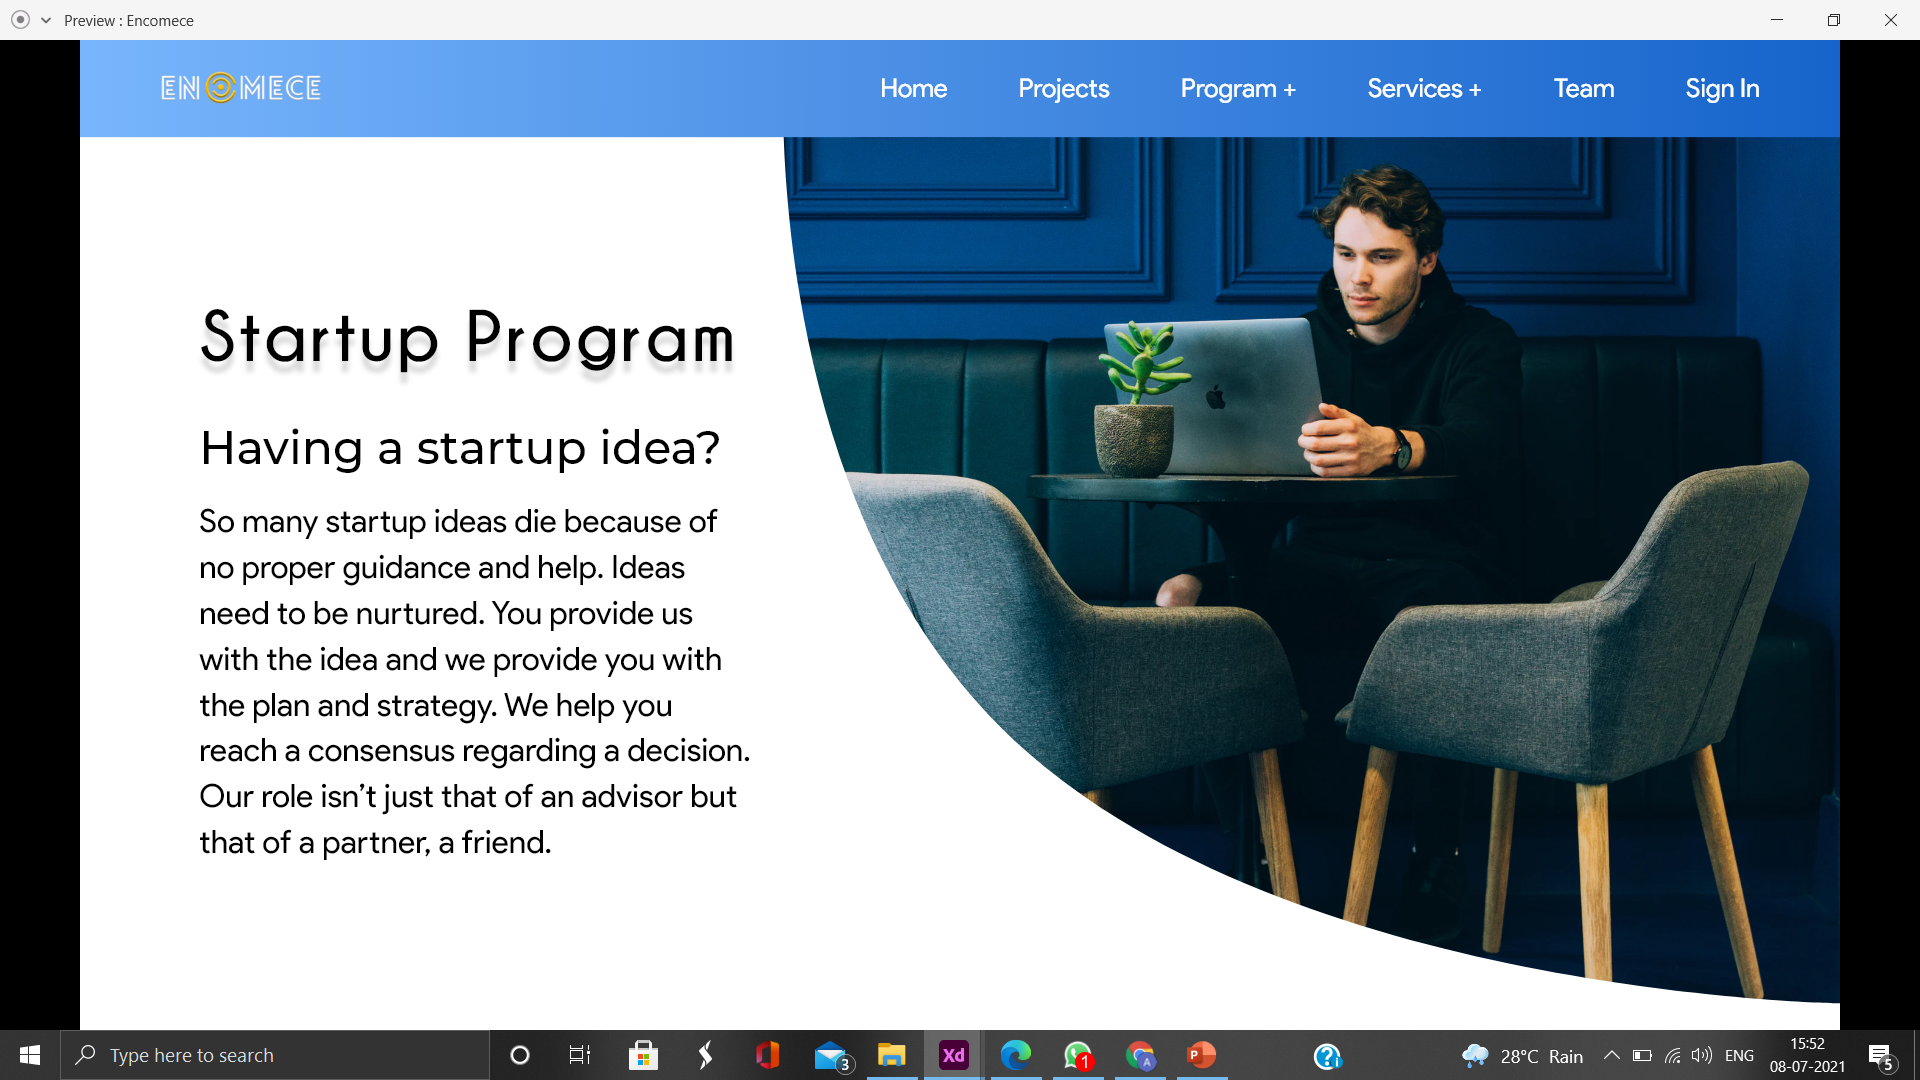 Preview : Encomece
ENOMECE
Home Projects Program + Services + Team Sign In
Startup Program
Having a startup idea?
So many startup ideas die because of
no proper guidance and help. Ideas
need to be nurtured. You provide us
with the idea and we provide you with
the plan and strategy. We help you
reach a consensus regarding a decision.
Our role isn’t just that of an advisor but
that of a partner, a friend.
Type here to search
3
Xd
1
A
P
28°C Rain
ENG
15:52
08-07-2021
5